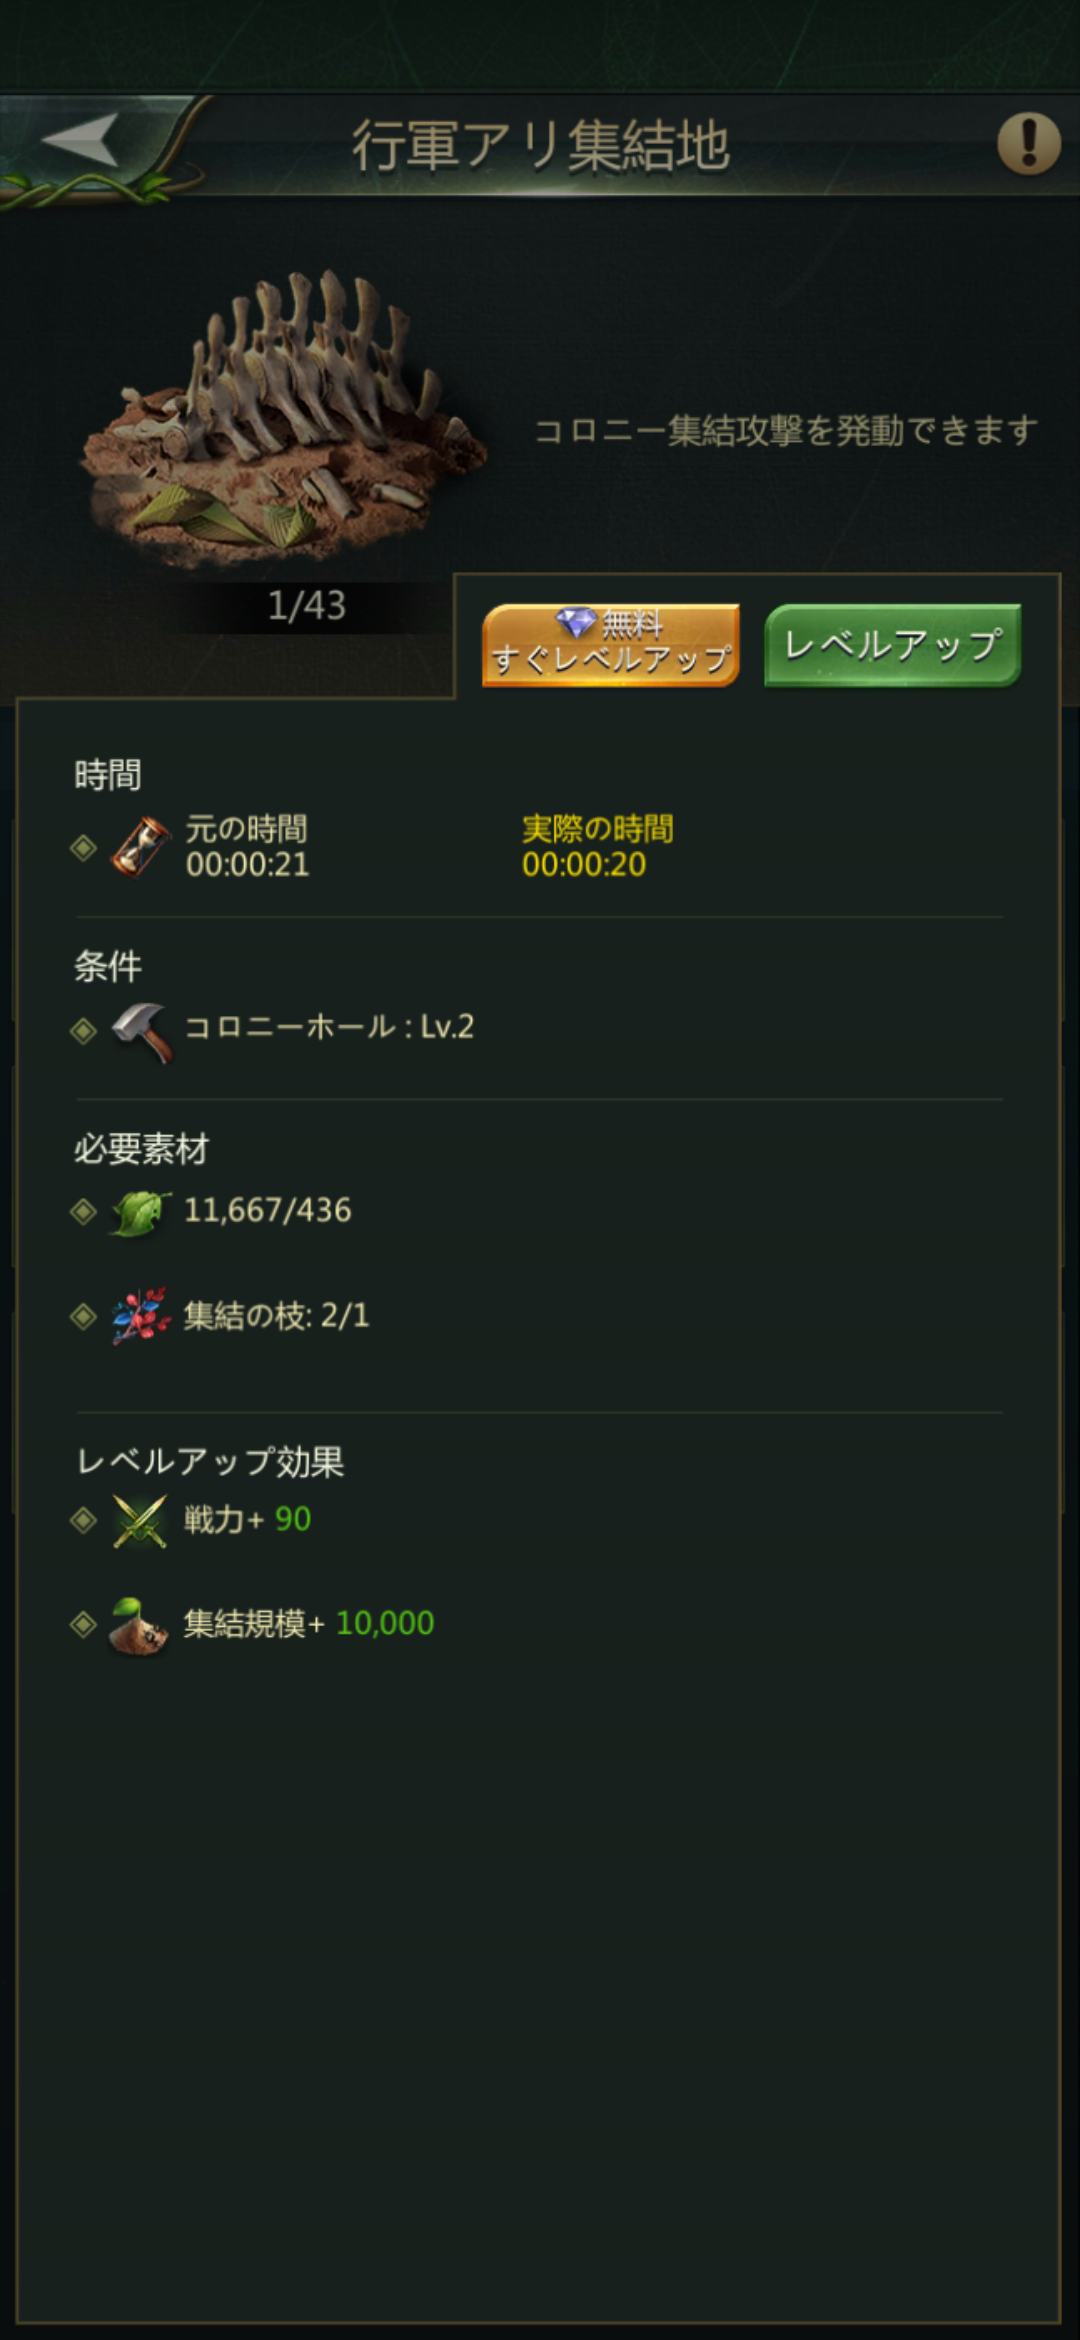 行軍アリ集結地
コロニー集結攻撃を発動できます
1/43
無料
すぐレベルアップ
レベルアップ
時間
元の時間
00:00:21
実際の時間
00:00:20
条件
コロニーホール : Lv.2
必要素材
11,667/436
集結の枝: 2/1
レベルアップ効果
戦力+ 90
集結規模+ 10,000